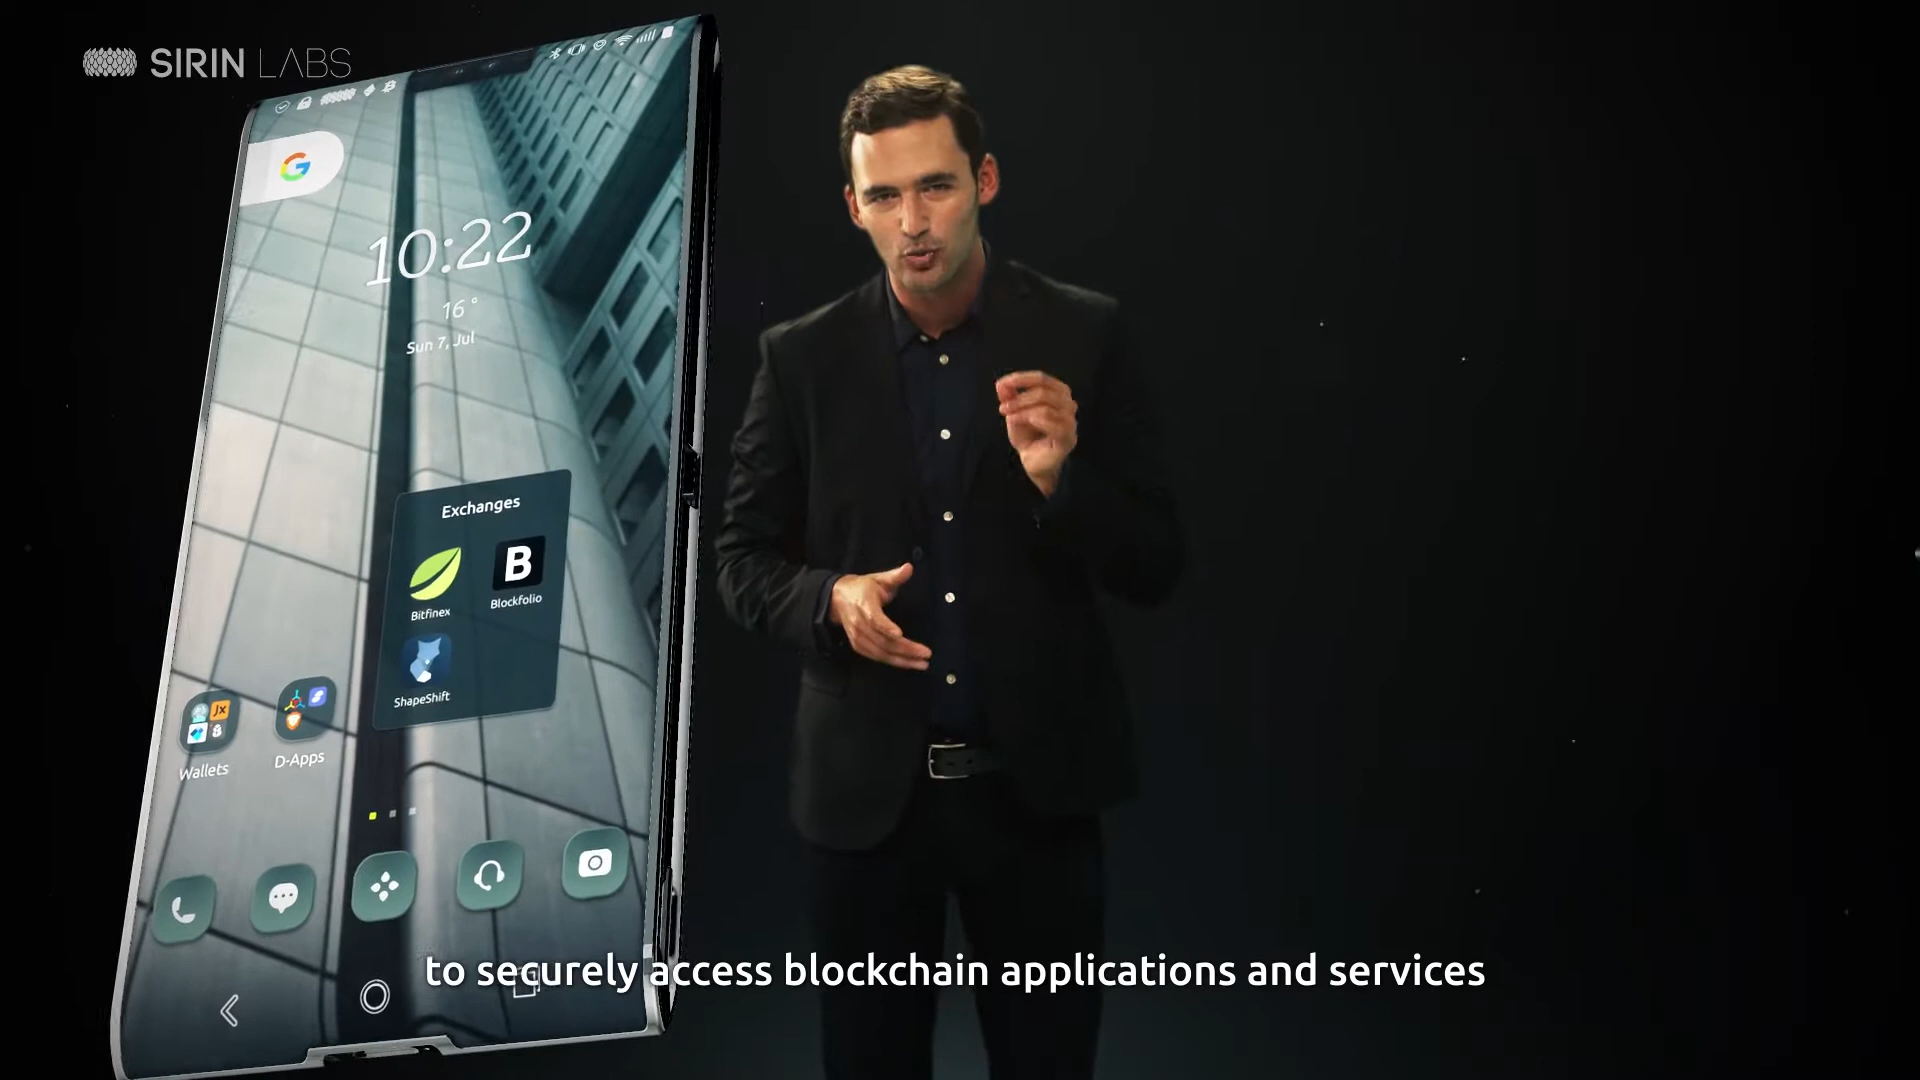 SIRIN LABS
10:22
16°
Sun 7, Jul
Exchanges
Bitfinex
B
Blockfolio
ShapeShift
Jx
Wallets
D-Apps
to securely access blockchain applications and services